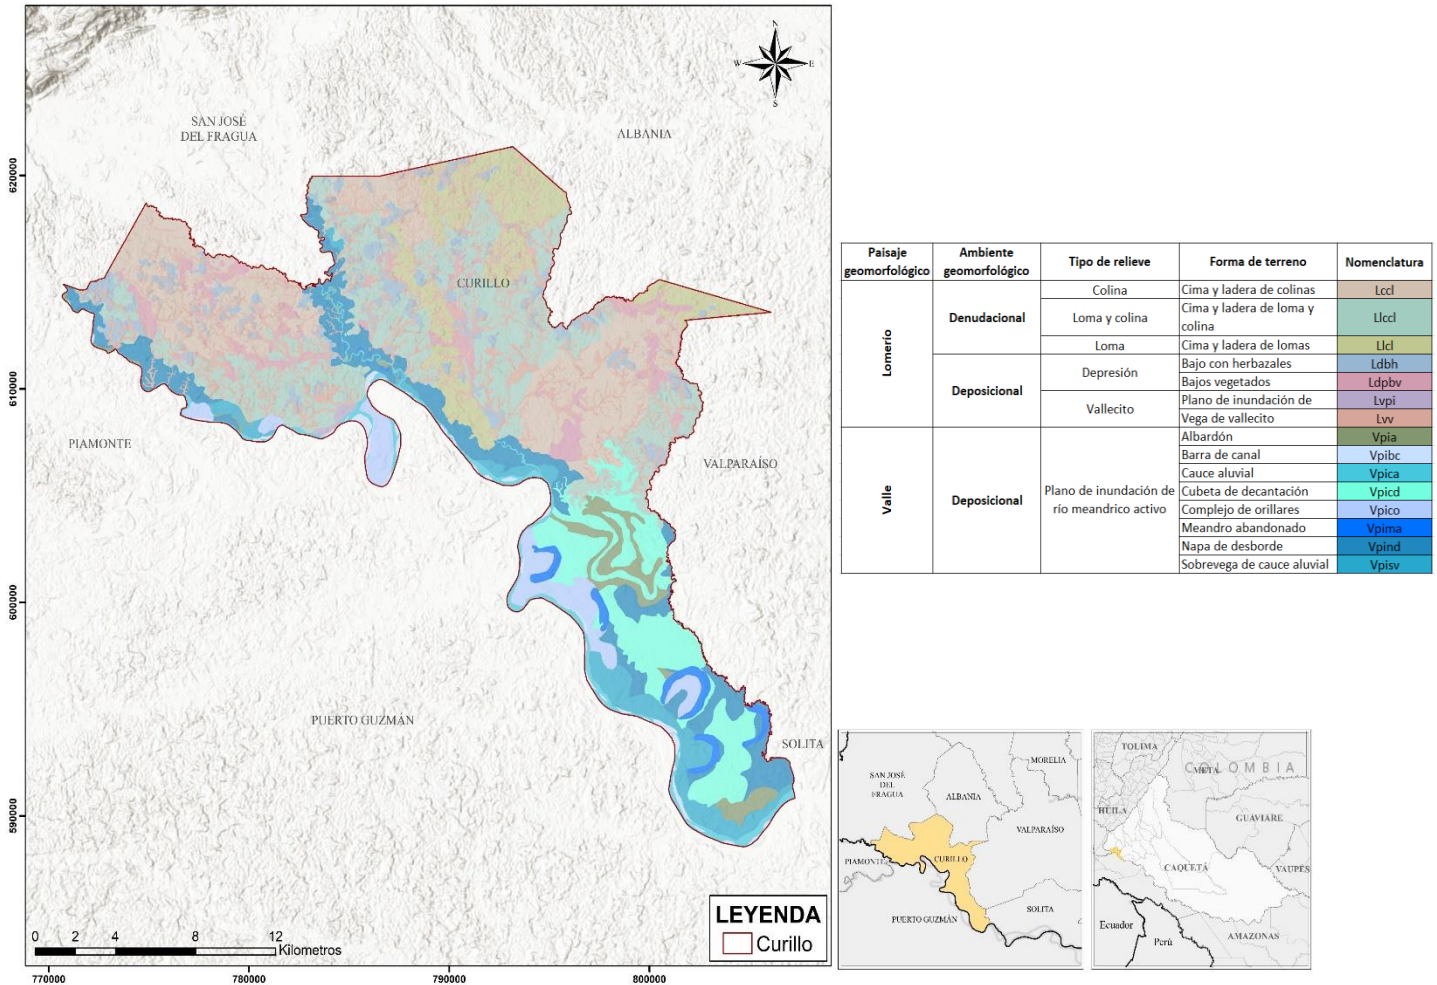 N
W
E
S
SAN JOSÉ
DEL FRAGUA
ALBANIA
CURILLO
PIAMONTE
VALPARAÍSO
PUERTO GUZMÁN
SOLITA
620000
610000
600000
590000
770000
780000
790000
800000
0 2 4 8 12
Kilometros
LEYENDA
Curillo
Paisaje geomorfológico
Ambiente geomorfológico
Tipo de relieve
Forma de terreno
Nomenclatura
Lomerío
Denudacional
Colina
Cima y ladera de colinas
Lccl
Loma y colina
Cima y ladera de loma y
colina
Llccl
Loma
Cima y ladera de lomas
Llcl
Deposicional
Depresión
Bajo con herbazales
Ldbh
Bajos vegetados
Ldpbv
Vallecito
Plano de inundación de
Lvpi
Vega de vallecito
Lvv
Valle
Deposicional
Plano de inundación de
río meandrico activo
Albardón
Vpia
Barra de canal
Vpibc
Cauce aluvial
Vpica
Cubeta de decantación
Vpicd
Complejo de orillares
Vpico
Meandro abandonado
Vpima
Napa de desborde
Vpind
Sobrevega de cauce aluvial
Vpisv
MORELIA
SAN JOSÉ
DEL
FRAGUA
ALBANIA
VALPARAÍSO
PIAMONTE
CURILLO
PUERTO GUZMÁN
SOLITA
TOLIMA
COLOMBIA
META
HUILA
GUAVIARE
CAQUETÁ
VAUPÉS
Ecuador
Perú
AMAZONAS